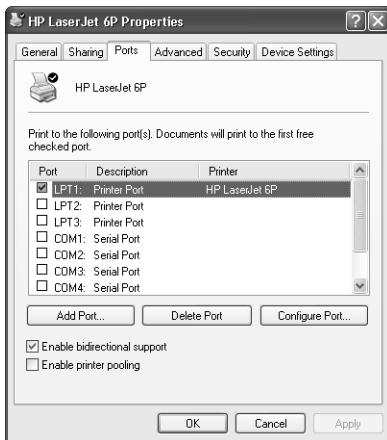 HP LaserJet 6P Properties
General Sharing Ports Advanced Security Device Settings
HP LaserJet 6P
Print to the following port(s). Documents will print to the first free
checked port.
Port Description Printer
LPT1: Printer Port HP LaserJet 6P
LPT2: Printer Port
LPT3: Printer Port
COM1: Serial Port
COM2: Serial Port
COM3: Serial Port
COM4: Serial Port
Add Port... Delete Port Configure Port...
Enable bidirectional support
Enable printer pooling
OK Cancel Apply